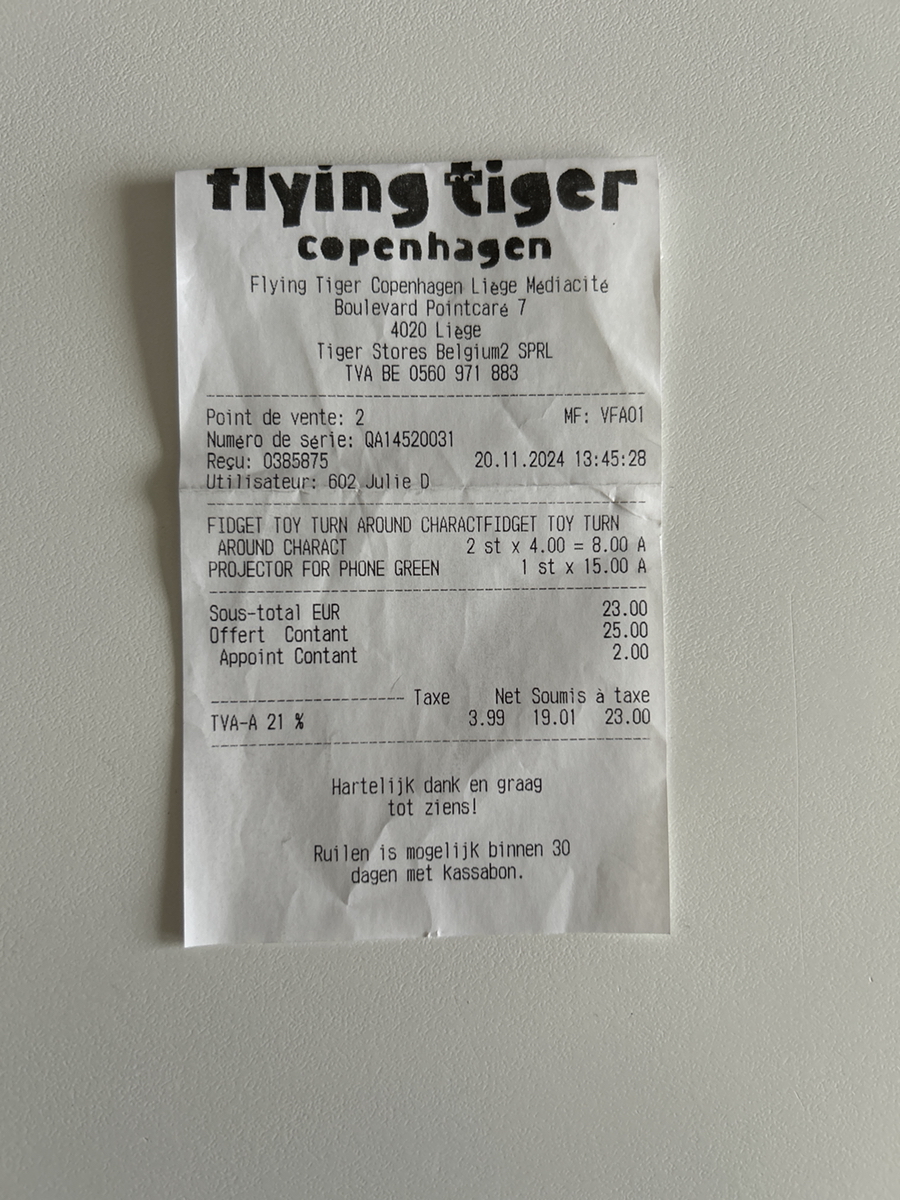 flying tiger
copenhagen
Flying Tiger Copenhagen Liège Médiacité
Boulevard Pointcaré 7
4020 Liège
Tiger Stores Belgium2 SPRL
TVA BE 0560 971 883
Point de vente: 2 MF: VFA01
Numéro de série: QA14520031
Reçu: 0385875 20.11.2024 13:45:28
Utilisateur: 602 Julie D
FIDGET TOY TURN AROUND CHARACTFIDGET TOY TURN
AROUND CHARACT 2 st x 4.00 = 8.00 A
PROJECTOR FOR PHONE GREEN 1 st x 15.00 A
Sous-total EUR 23.00
Offert Contant 25.00
Appoint Contant 2.00
-------------------- Taxe Net Soumis à taxe
TVA-A 21 % 3.99 19.01 23.00
Hartelijk dank en graag
tot ziens!
Ruilen is mogelijk binnen 30
dagen met kassabon.